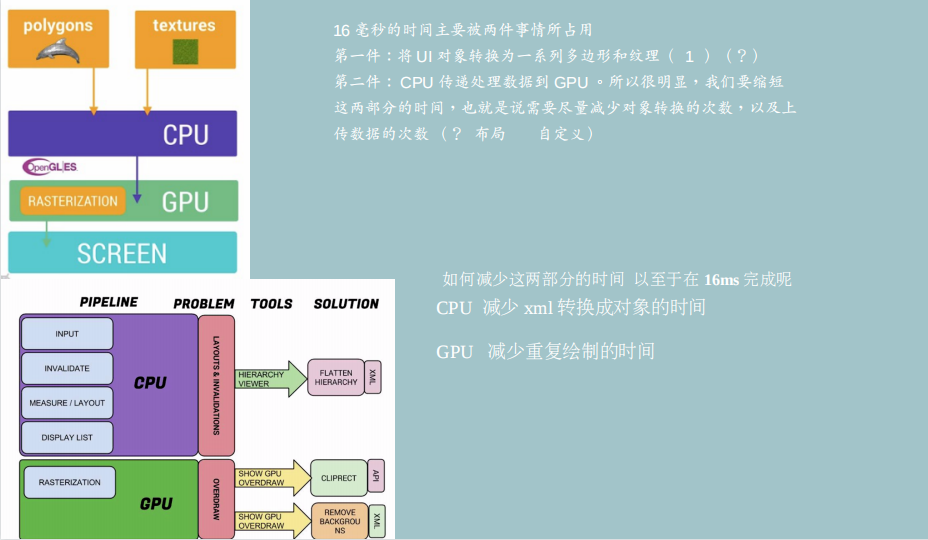 polygons
textures
CPU
OpenGL|ES
RASTERIZATION
GPU
SCREEN
16 毫秒的时间主要被两件事情所占用
第一件：将 UI 对象转换为一系列多边形和纹理（ 1 ）（？）
第二件： CPU 传递处理数据到 GPU 。所以很明显，我们要缩短
这两部分的时间，也就是说需要尽量减少对象转换的次数，以及上
传数据的次数（？ 布局 自定义）
如何减少这两部分的时间 以至于在 16ms 完成呢
CPU 减少 xml 转换成对象的时间
GPU 减少重复绘制的时间
PIPELINE
PROBLEM
TOOLS
SOLUTION
INPUT
INVALIDATE
MEASURE / LAYOUT
DISPLAY LIST
CPU
LAYOUTS & INVALIDATIONS
HIERARCHY
VIEWER
FLATTEN
HIERARCHY
XML
RASTERIZATION
GPU
OVERDRAW
SHOW GPU
OVERDRAW
CLIPRECT
API
SHOW GPU
OVERDRAW
REMOVE
BACKGROU
NS
XML